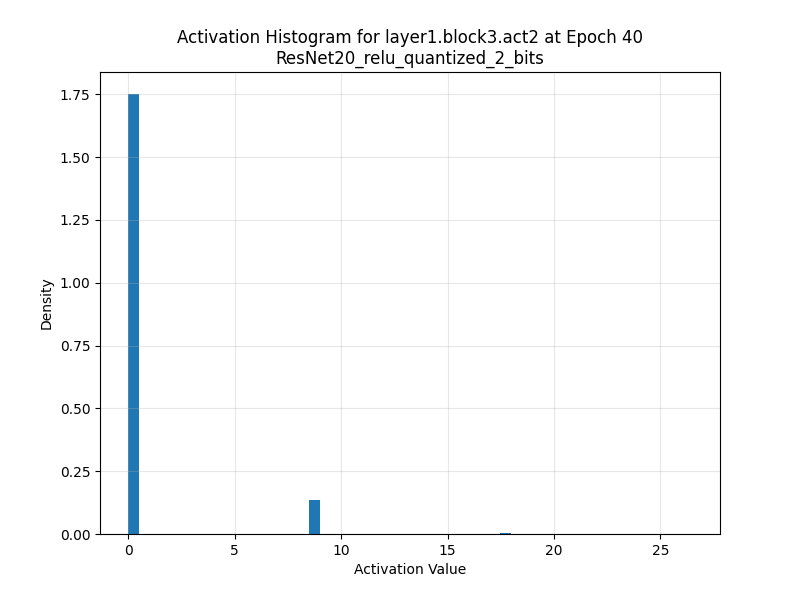 Activation Histogram for layer1.block3.act2 at Epoch 40
ResNet20_relu_quantized_2_bits
1.75
1.50
1.25
1.00
0.75
0.50
0.25
0.00
Density
0 5 10 15 20 25
Activation Value